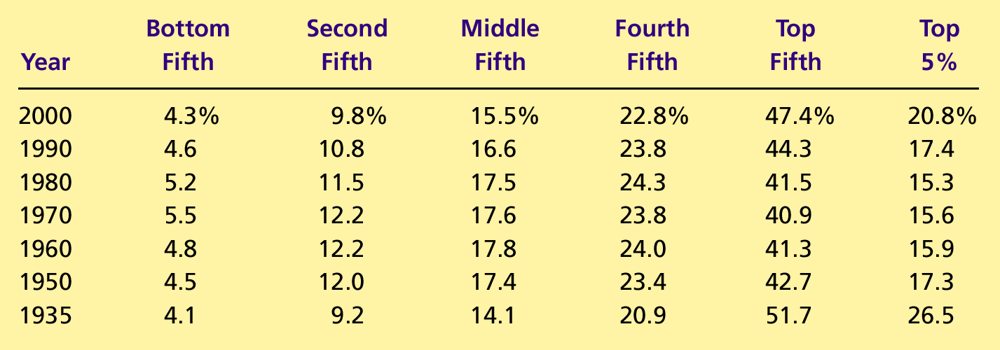 Bottom Second Middle Fourth Top Top
Year Fifth Fifth Fifth Fifth Fifth 5%
2000 4.3% 9.8% 15.5% 22.8% 47.4% 20.8%
1990 4.6 10.8 16.6 23.8 44.3 17.4
1980 5.2 11.5 17.5 24.3 41.5 15.3
1970 5.5 12.2 17.6 23.8 40.9 15.6
1960 4.8 12.2 17.8 24.0 41.3 15.9
1950 4.5 12.0 17.4 23.4 42.7 17.3
1935 4.1 9.2 14.1 20.9 51.7 26.5